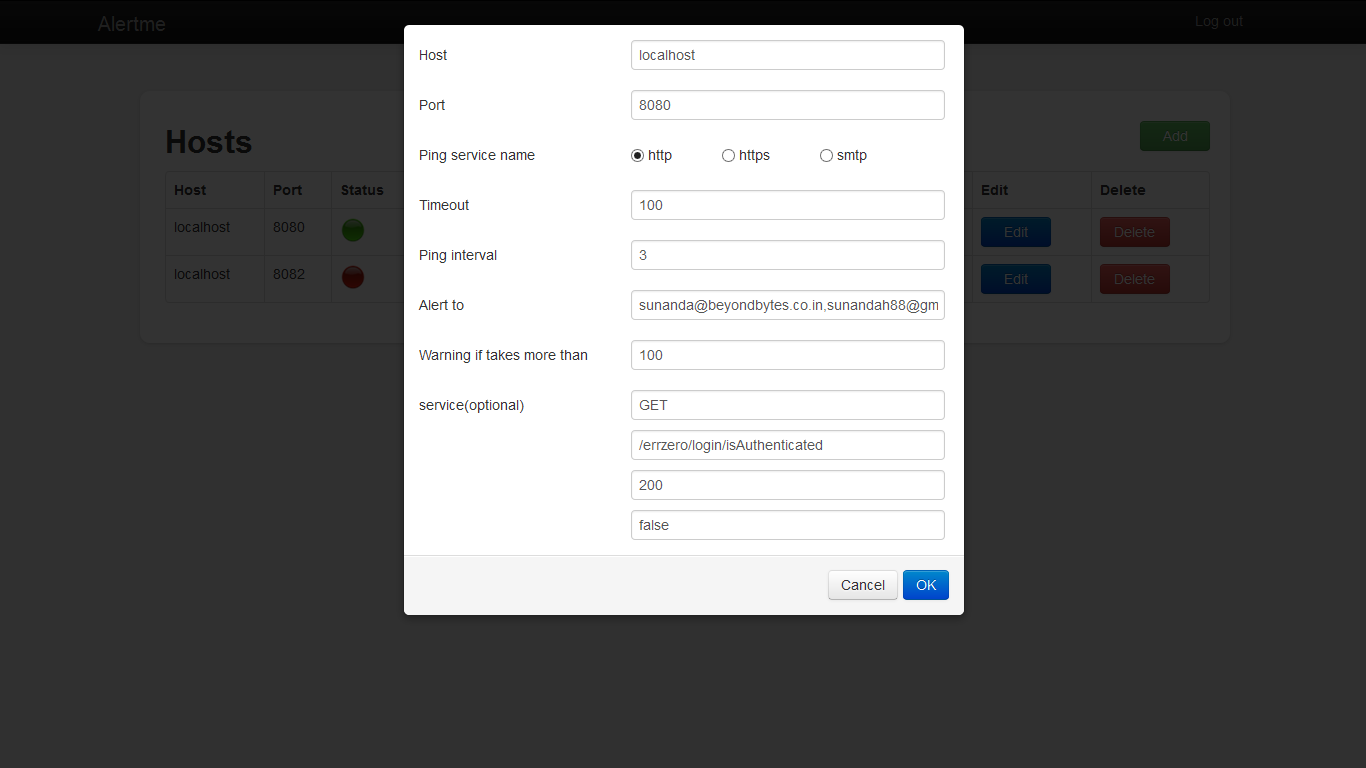 Alertme Log out
Hosts
Add
Host Port Status Edit Delete
localhost 8080 Edit Delete
localhost 8082 Edit Delete
Host localhost
Port 8080
Ping service name http https smtp
Timeout 100
Ping interval 3
Alert to sunanda@beyondbytes.co.in,sunandah88@gm
Warning if takes more than 100
service(optional) GET
/errzero/login/isAuthenticated
200
false
Cancel OK